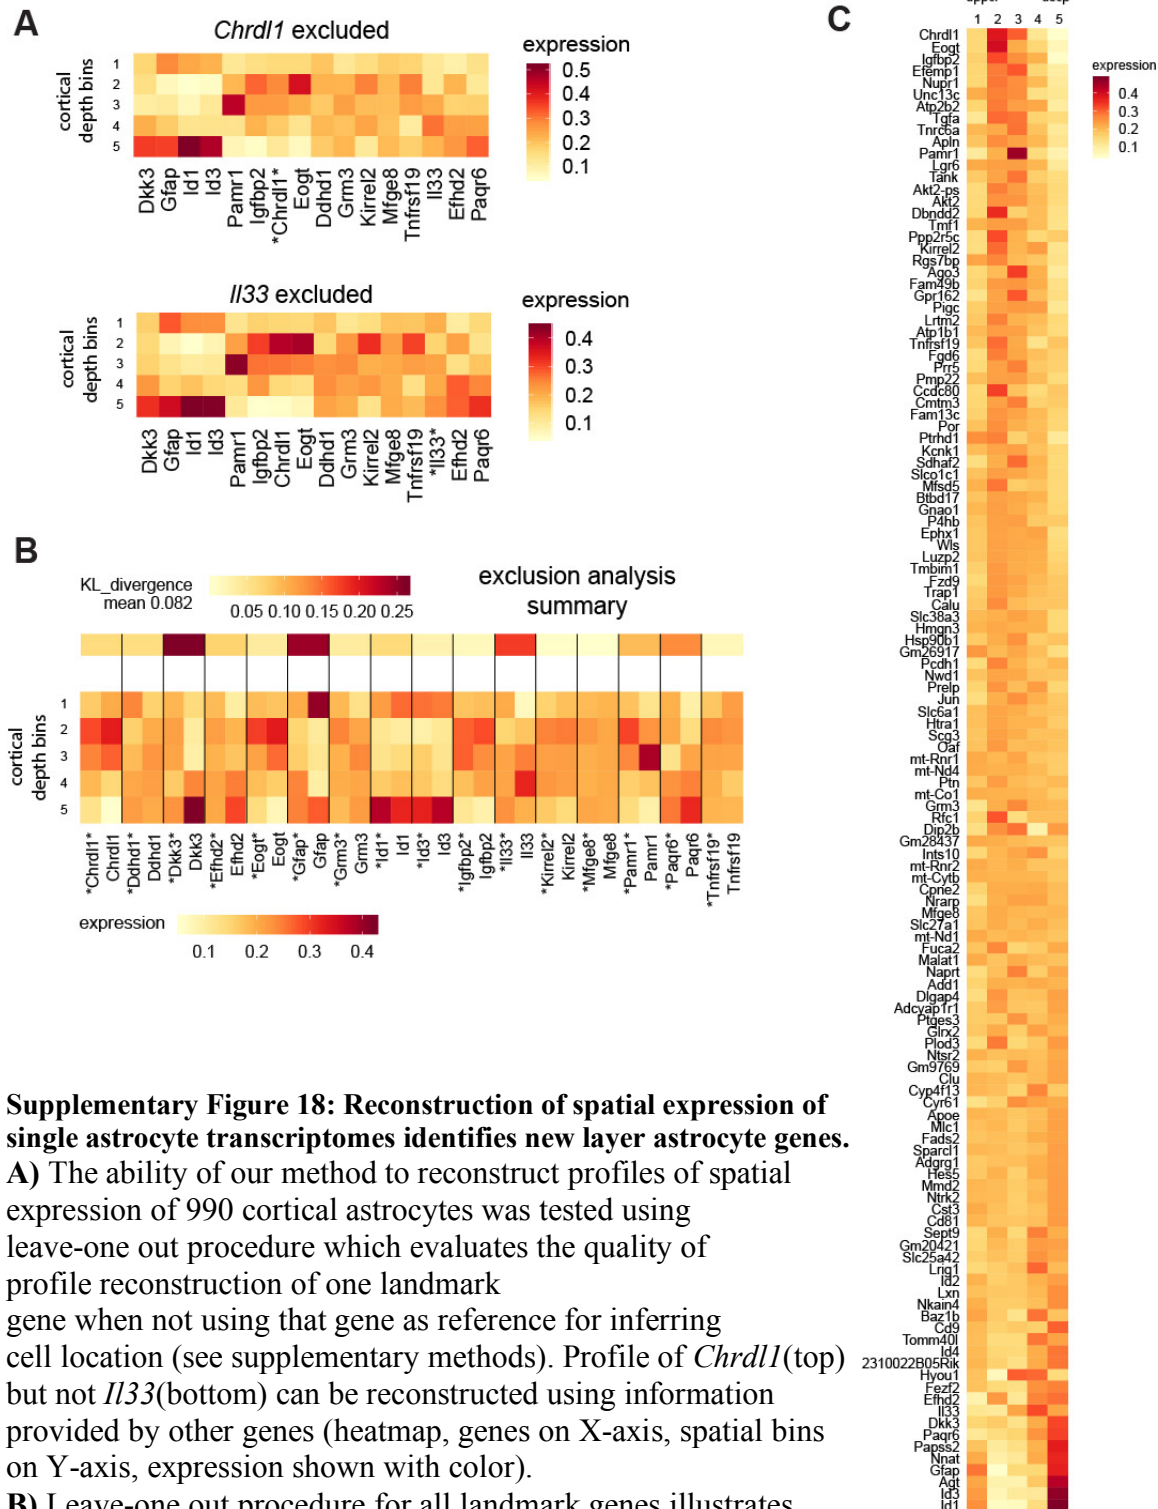 A
Chrdl1 excluded
cortical
depth bins
1
2
3
4
5
Dkk3
Gfap
Id1
Id3
Pamr1
Igfbp2
*Chrdl1*
Eogt
Ddhd1
Grm3
Kirrel2
Mfge8
Tnfrsf19
Il33
Efhd2
Paqr6
expression
0.5
0.4
0.3
0.2
0.1
Il33 excluded
cortical
depth bins
1
2
3
4
5
Dkk3
Gfap
Id1
Id3
Pamr1
Igfbp2
Chrdl1
Eogt
Ddhd1
Grm3
Kirrel2
Mfge8
Tnfrsf19
*Il33*
Efhd2
Paqr6
expression
0.4
0.3
0.2
0.1
B
KL_divergence
mean 0.082
0.05 0.10 0.15 0.20 0.25
exclusion analysis
summary
cortical
depth bins
1
2
3
4
5
*Chrdl1*
Chrdl1
*Ddhd1*
Ddhd1
*Dkk3*
Dkk3
*Efhd2*
Efhd2
*Eogt*
Eogt
*Gfap*
Gfap
*Grm3*
Grm3
*Id1*
Id1
*Id3*
Id3
*Igfbp2*
Igfbp2
*Il33*
Il33
*Kirrel2*
Kirrel2
*Mfge8*
Mfge8
*Pamr1*
Pamr1
*Paqr6*
Paqr6
*Tnfrsf19*
Tnfrsf19
expression
0.1 0.2 0.3 0.4
C
1 2 3 4 5
expression
0.4
0.3
0.2
0.1
Chrdl1
Eogt
Igfbp2
Efemp1
Nupr1
Unc13c
Atp2b2
Tgfa
Tnrc6a
Apln
Pamr1
Lgr6
Tank
Akt2-ps
Akt2
Dbndd2
Tmf1
Ppp2r5c
Kirrel2
Rgs7bp
Ago3
Fam49b
Gpr162
Pigc
Lrtm2
Atp1b1
Tnfrsf19
Fgd6
Prr5
Pmp22
Ccdc80
Cmtm3
Fam13c
Por
Ptrhd1
Kcnk1
Sdhaf2
Slco1c1
Mfsd5
Btbd17
Gnao1
P4hb
Ephx1
Wls
Luzp2
Tmbim1
Fzd9
Trap1
Calu
Slc38a3
Hmgn3
Hsp90b1
Gm26917
Pcdh1
Nwd1
Prelp
Jun
Slc6a1
Htra1
Scg3
Oaf
mt-Rnr1
mt-Nd4
Ptn
mt-Co1
Grm3
Rfc1
Dip2b
Gm28437
Ints10
mt-Rnr2
mt-Cytb
Cpne2
Nrarp
Mfge8
Slc27a1
mt-Nd1
Fuca2
Malat1
Naprt
Add1
Dlgap4
Adcyap1r1
Ptges3
Glrx2
Plod3
Ntsr2
Gm9769
Clu
Cyp4f13
Cyr61
Apoe
Mlc1
Fads2
Sparcl1
Adgrg1
Hes5
Mmd2
Ntrk2
Cst3
Cd81
Sept9
Gm20421
Slc25a42
Lrig1
Id2
Lxn
Nkain4
Baz1b
Cd9
Tomm40l
Id4
2310022B05Rik
Hyou1
Fezf2
Efhd2
Il33
Dkk3
Paqr6
Papss2
Nnat
Gfap
Agt
Id3
Id1
Supplementary Figure 18: Reconstruction of spatial expression of
single astrocyte transcriptomes identifies new layer astrocyte genes.
A) The ability of our method to reconstruct profiles of spatial
expression of 990 cortical astrocytes was tested using
leave-one out procedure which evaluates the quality of
profile reconstruction of one landmark
gene when not using that gene as reference for inferring
cell location (see supplementary methods). Profile of Chrdl1(top)
but not Il33(bottom) can be reconstructed using information
provided by other genes (heatmap, genes on X-axis, spatial bins
on Y-axis, expression shown with color).
B) Leave-one out procedure for all landmark genes illustrates